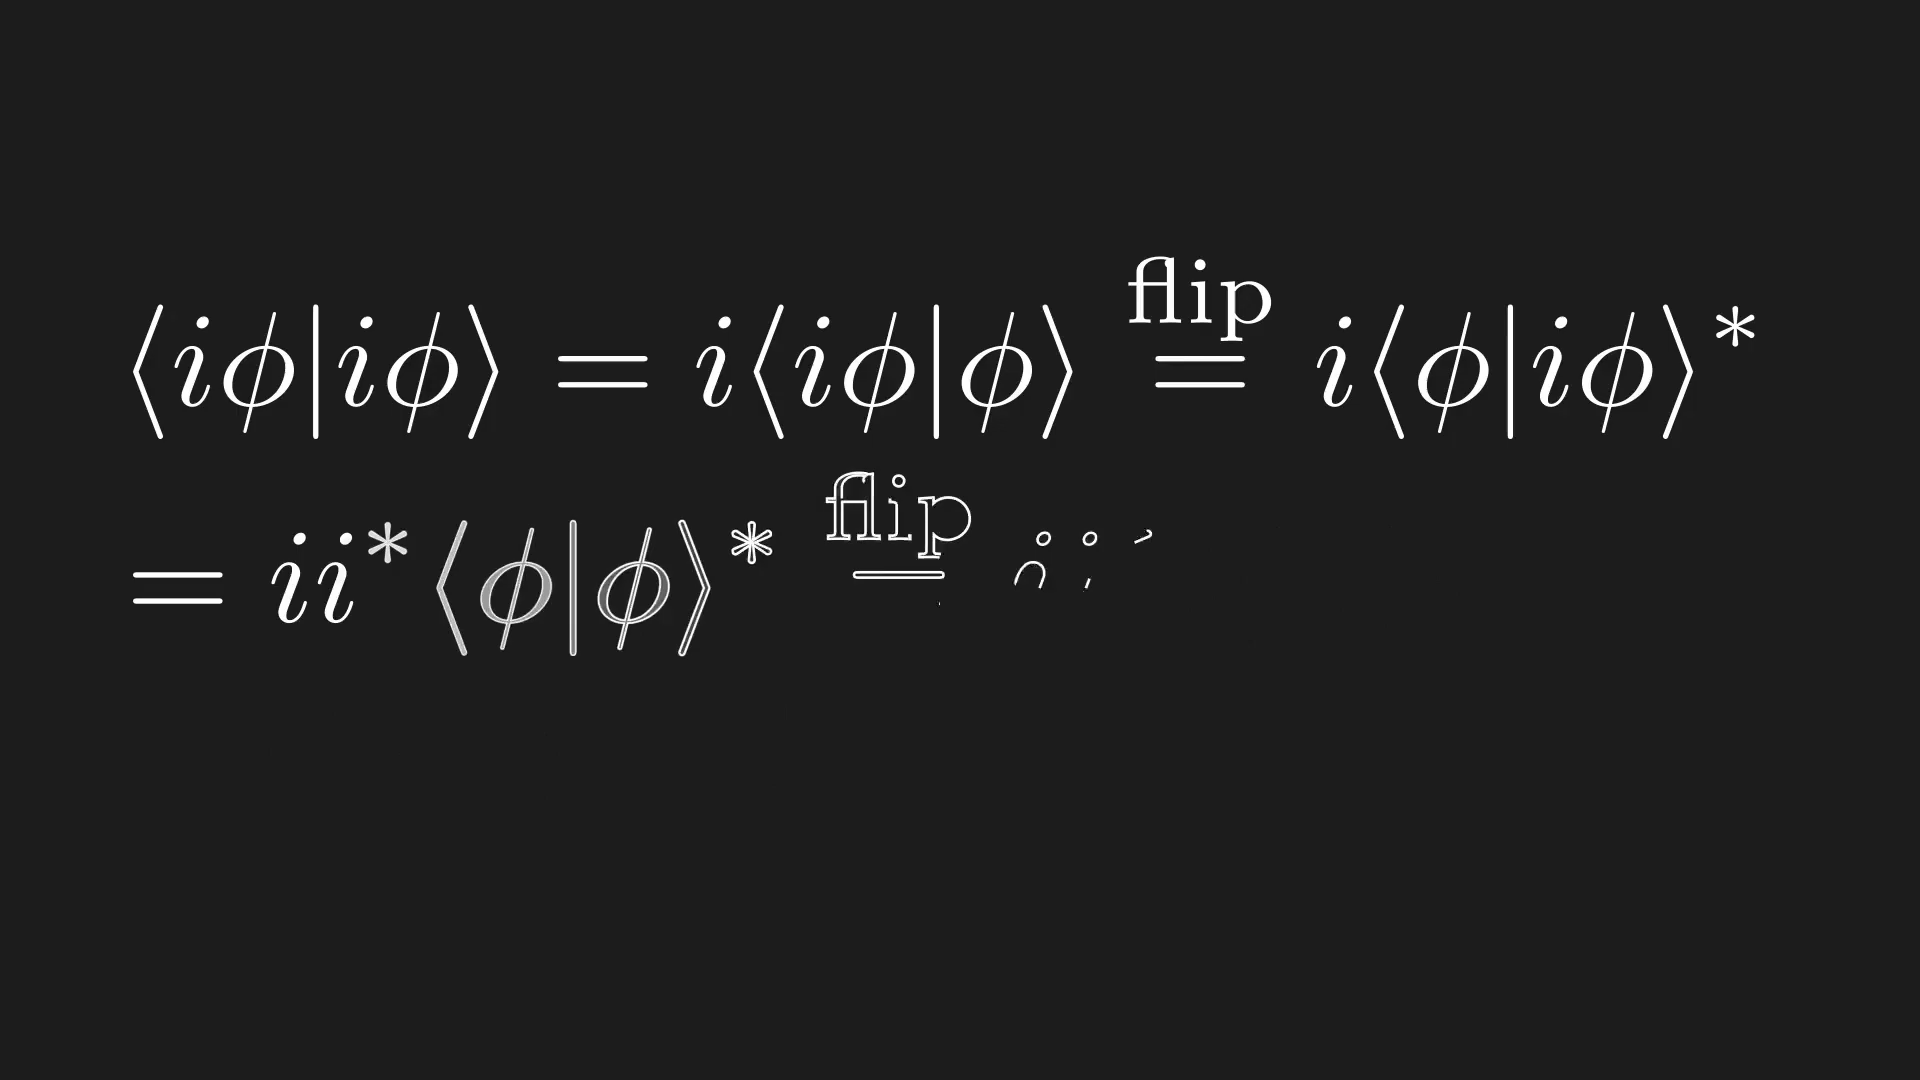 ⟨iϕ|iϕ⟩ = i⟨iϕ|ϕ⟩ flip = i⟨ϕ|iϕ⟩*
= ii*⟨ϕ|ϕ⟩* flip